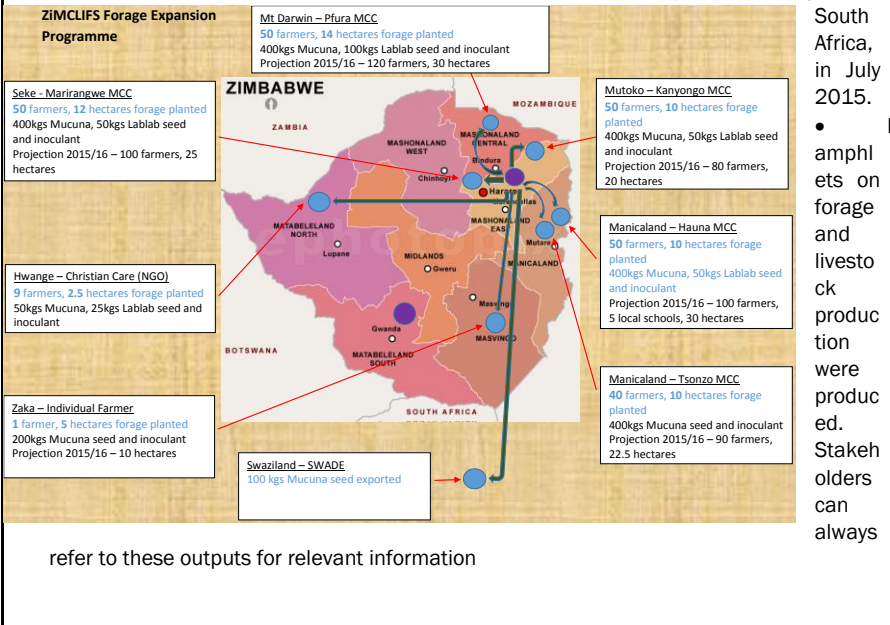 ZiMCLIFS Forage Expansion
Programme
Mt Darwin – Pfura MCC
50 farmers, 14 hectares forage planted
400kgs Mucuna, 100kgs Lablab seed and inoculant
Projection 2015/16 – 120 farmers, 30 hectares
Seke - Marirangwe MCC
50 farmers, 12 hectares forage planted
400kgs Mucuna, 50kgs Lablab seed
and inoculant
Projection 2015/16 – 100 farmers, 25
hectares
Mutoko – Kanyongo MCC
50 farmers, 10 hectares forage
planted
400kgs Mucuna, 50kgs Lablab seed
and inoculant
Projection 2015/16 – 80 farmers,
20 hectares
Manicaland – Hauna MCC
50 farmers, 10 hectares forage
planted
400kgs Mucuna, 50kgs Lablab seed
and inoculant
Projection 2015/16 – 100 farmers,
5 local schools, 30 hectares
Hwange – Christian Care (NGO)
9 farmers, 2.5 hectares forage planted
50kgs Mucuna, 25kgs Lablab seed and
inoculant
Manicaland – Tsonzo MCC
40 farmers, 10 hectares forage
planted
400kgs Mucuna seed and inoculant
Projection 2015/16 – 90 farmers,
22.5 hectares
Zaka – Individual Farmer
1 farmer, 5 hectares forage planted
200kgs Mucuna seed and inoculant
Projection 2015/16 – 10 hectares
Swaziland – SWADE
100 kgs Mucuna seed exported
ZIMBABWE
ZAMBIA
MOZAMBIQUE
MASHONALAND
WEST
MASHONALAND
CENTRAL
Bindura
Chinhoyi
Harare
MASHONALAND
EAST
MATABELELAND
NORTH
Lupane
MIDLANDS
Gweru
Mutare
MANICALAND
Masvingo
MASVINGO
Gwanda
MATABELELAND
SOUTH
BOTSWANA
SOUTH AFRICA
South
Africa,
in July
2015.
•
amphl
ets on
forage
and
livesto
ck
produc
tion
were
produc
ed.
Stakeh
olders
can
always
refer to these outputs for relevant information